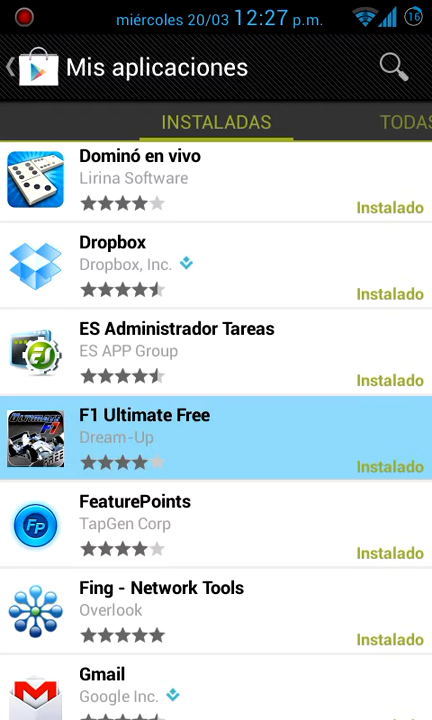 miércoles 20/03 12:27 p.m.
16
Mis aplicaciones
INSTALADAS
TODAS
Dominó en vivo
Lirina Software
Instalado
Dropbox
Dropbox, Inc.
Instalado
ES Administrador Tareas
ES APP Group
Instalado
F1 Ultimate Free
Dream-Up
Instalado
FeaturePoints
TapGen Corp
Instalado
Fing - Network Tools
Overlook
Instalado
Gmail
Google Inc.